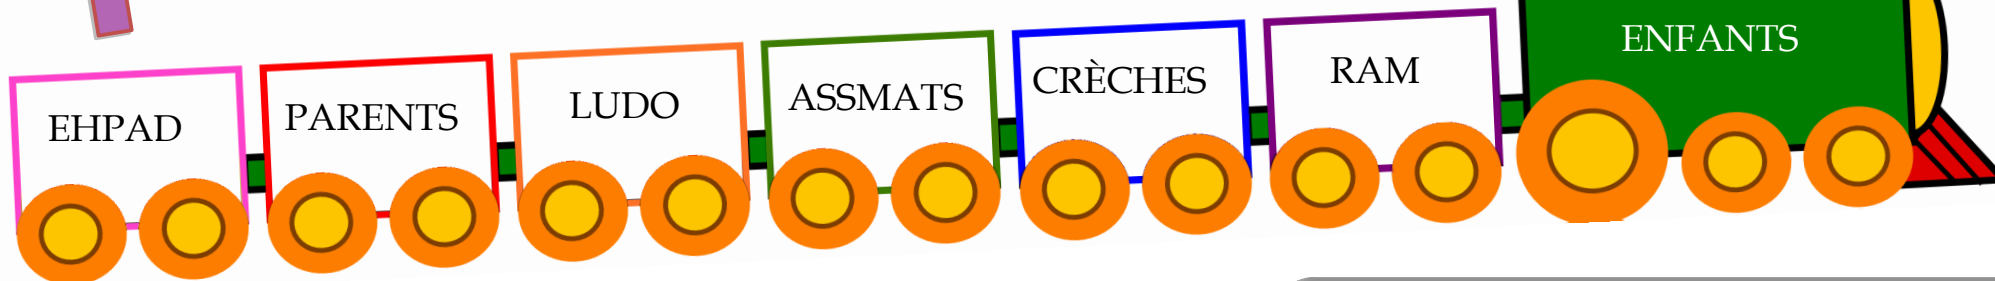 EHPAD
PARENTS
LUDO
ASSMATS
CRÈCHES
RAM
ENFANTS